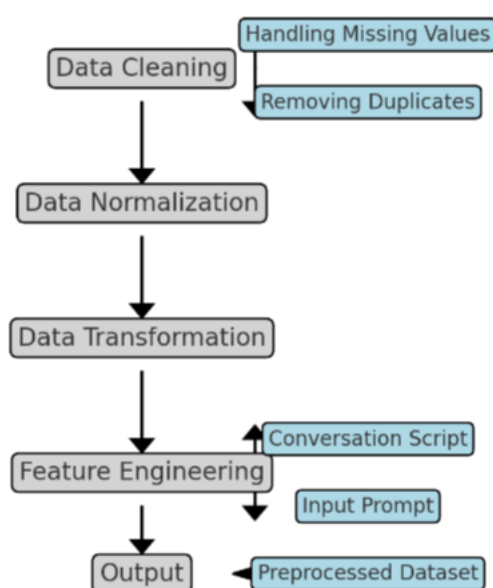 Handling Missing Values
Data Cleaning
Removing Duplicates
Data Normalization
Data Transformation
Conversation Script
Feature Engineering
Input Prompt
Output
Preprocessed Dataset